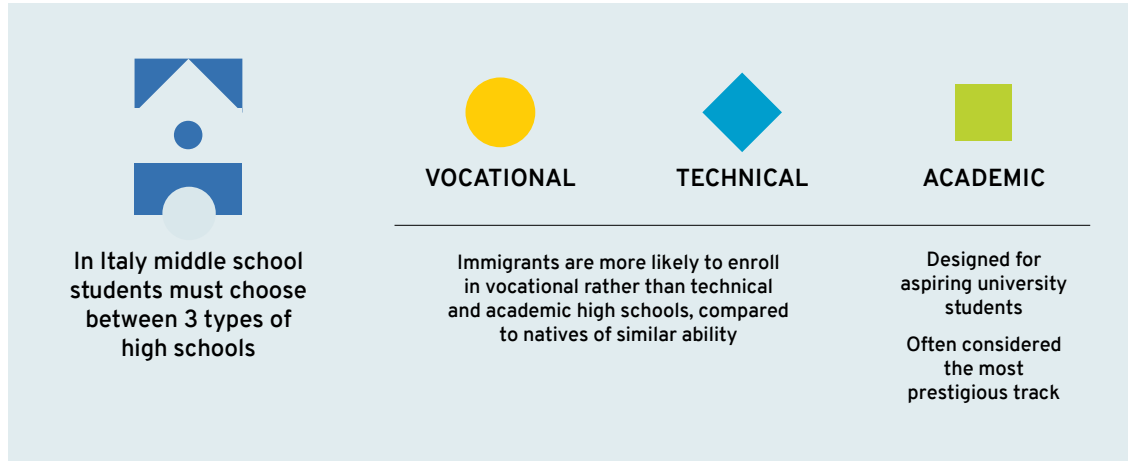 In Italy middle school
students must choose
between 3 types of
high schools
VOCATIONAL
TECHNICAL
ACADEMIC
Immigrants are more likely to enroll
in vocational rather than technical
and academic high schools, compared
to natives of similar ability
Designed for
aspiring university
students
Often considered
the most
prestigious track